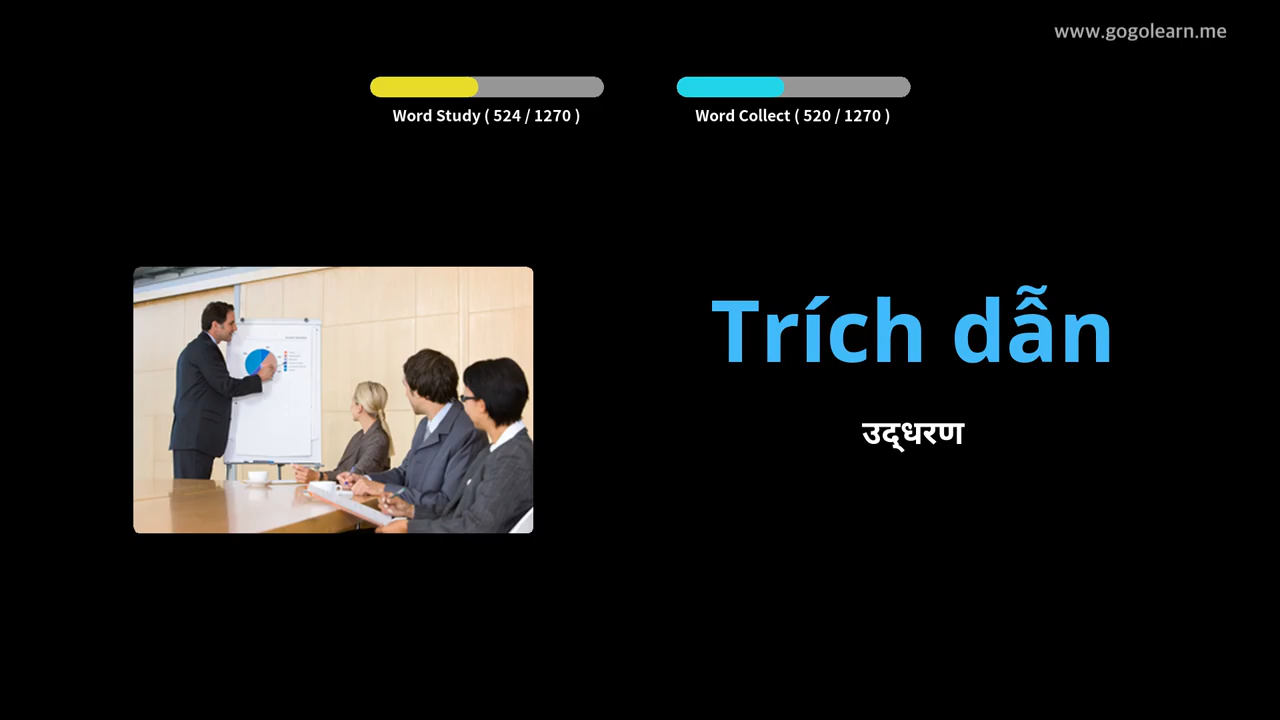 www.gogolearn.me
Word Study ( 524 / 1270 )
Word Collect ( 520 / 1270 )
Trích dẫn
उद्धरण